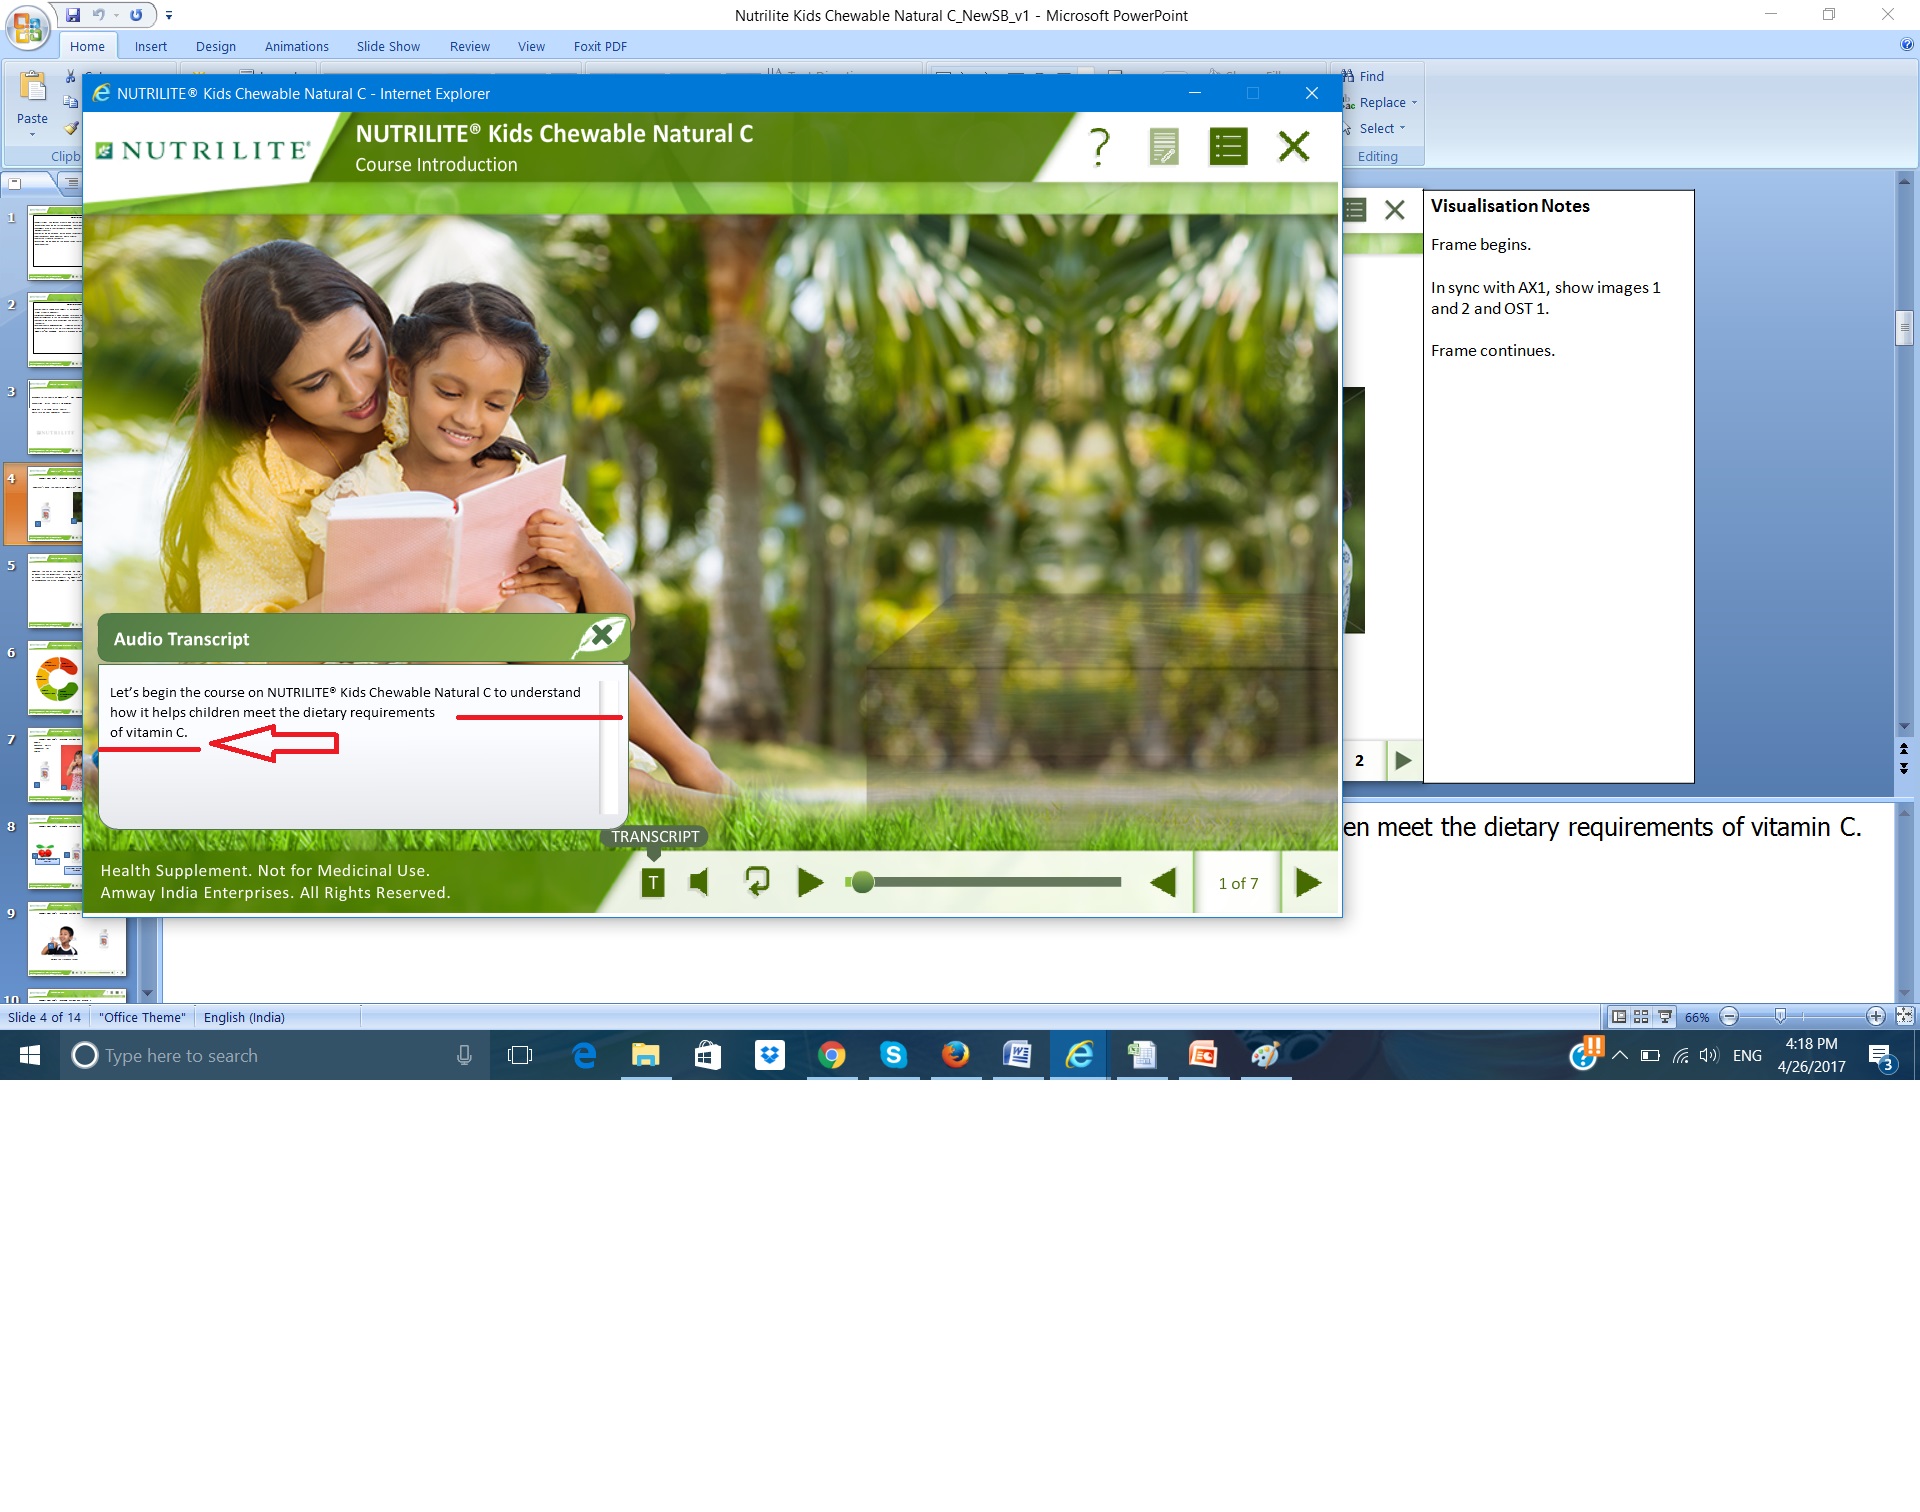 Nutrilite Kids Chewable Natural C_NewSB_v1 - Microsoft PowerPoint
Home Insert Design Animations Slide Show Review View Foxit PDF
Paste
Find
Replace
Select
Editing
NUTRILITE® Kids Chewable Natural C - Internet Explorer
NUTRILITE®
NUTRILITE® Kids Chewable Natural C
Course Introduction
?
1
2
3
4
5
6
7
8
9
10
Audio Transcript
Let’s begin the course on NUTRILITE® Kids Chewable Natural C to understand
how it helps children meet the dietary requirements
of vitamin C.
TRANSCRIPT
T
Health Supplement. Not for Medicinal Use.
Amway India Enterprises. All Rights Reserved.
1 of 7
Visualisation Notes
Frame begins.
In sync with AX1, show images 1
and 2 and OST 1.
Frame continues.
2
en meet the dietary requirements of vitamin C.
Slide 4 of 14 "Office Theme" English (India)
66%
Type here to search
ENG
4:18 PM
4/26/2017
3